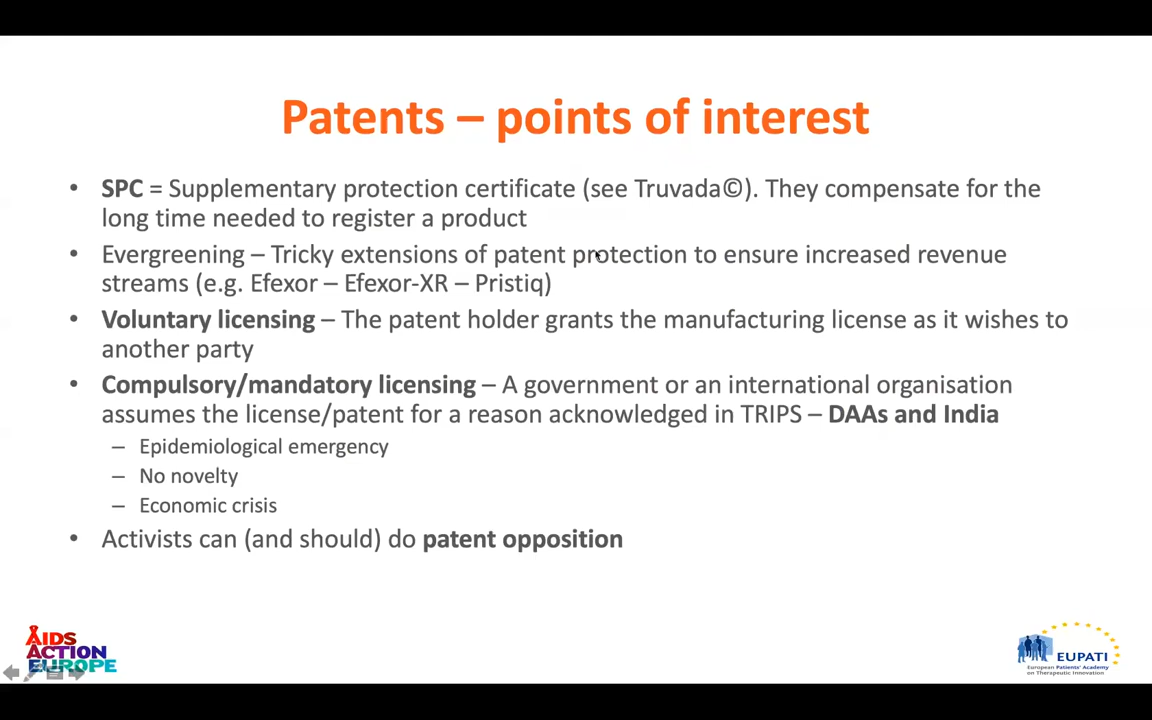 Patents – points of interest
• SPC = Supplementary protection certificate (see Truvada©). They compensate for the
long time needed to register a product
• Evergreening – Tricky extensions of patent protection to ensure increased revenue
streams (e.g. Efexor – Efexor-XR – Pristiq)
• Voluntary licensing – The patent holder grants the manufacturing license as it wishes to
another party
• Compulsory/mandatory licensing – A government or an international organisation
assumes the license/patent for a reason acknowledged in TRIPS – DAAs and India
– Epidemiological emergency
– No novelty
– Economic crisis
• Activists can (and should) do patent opposition
AIDS
ACTION
EUROPE
EUPATI
European Patients' Academy
on Therapeutic Innovation